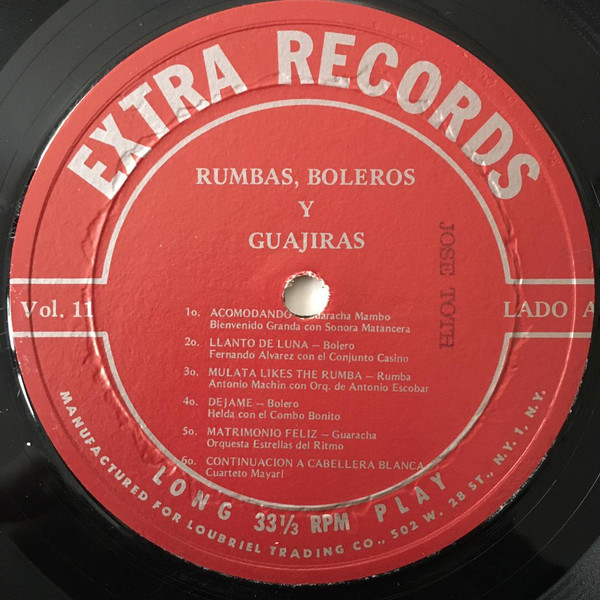 EXTRA RECORDS
RUMBAS, BOLEROS
Y
GUAJIRAS
JOSE TOTH
Vol. 11
LADO A
1o. ACOMODANDO — Guaracha Mambo
Bienvenido Granda con Sonora Matancera
2o. LLANTO DE LUNA — Bolero
Fernando Alvarez con el Conjunto Casino
3o. MULATA LIKES THE RUMBA — Rumba
Antonio Machin con Orq. de Antonio Escobar
4o. DEJAME — Bolero
Helda con el Combo Bonito
5o. MATRIMONIO FELIZ — Guaracha
Orquesta Estrellas del Ritmo
6o. CONTINUACION A CABELLERA BLANCA
Cuarteto Mayari
LONG 33⅓ RPM PLAY
MANUFACTURED FOR LOUBRIEL TRADING CO., 502 W. 28 ST., NY. 1, N.Y.